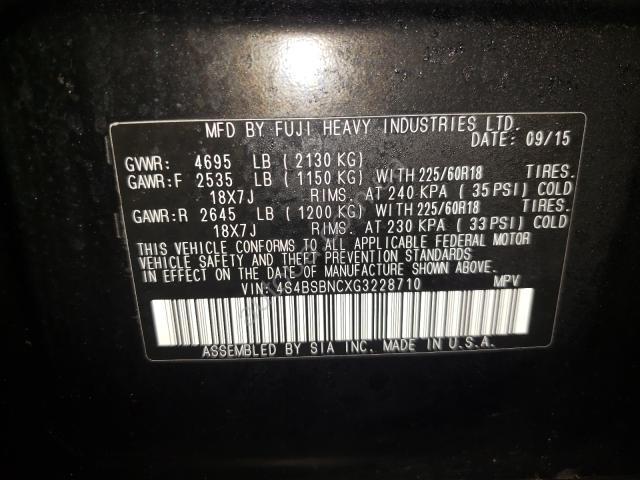 MFD BY FUJI HEAVY INDUSTRIES LTD
DATE: 09/15
GVWR: 4695 LB (2130 KG)
GAWR:F 2535 LB (1150 KG) WITH 225/60R18 TIRES.
18X7J RIMS. AT 240 KPA (35 PSI) COLD
GAWR:R 2645 LB (1200 KG) WITH 225/60R18 TIRES.
18X7J RIMS. AT 230 KPA (33 PSI) COLD
THIS VEHICLE CONFORMS TO ALL APPLICABLE FEDERAL MOTOR
VEHICLE SAFETY AND THEFT PREVENTION STANDARDS
IN EFFECT ON THE DATE OF MANUFACTURE SHOWN ABOVE.
VIN: 4S4BSBNCXG3228710 MPV
ASSEMBLED BY SIA INC. MADE IN U.S.A.